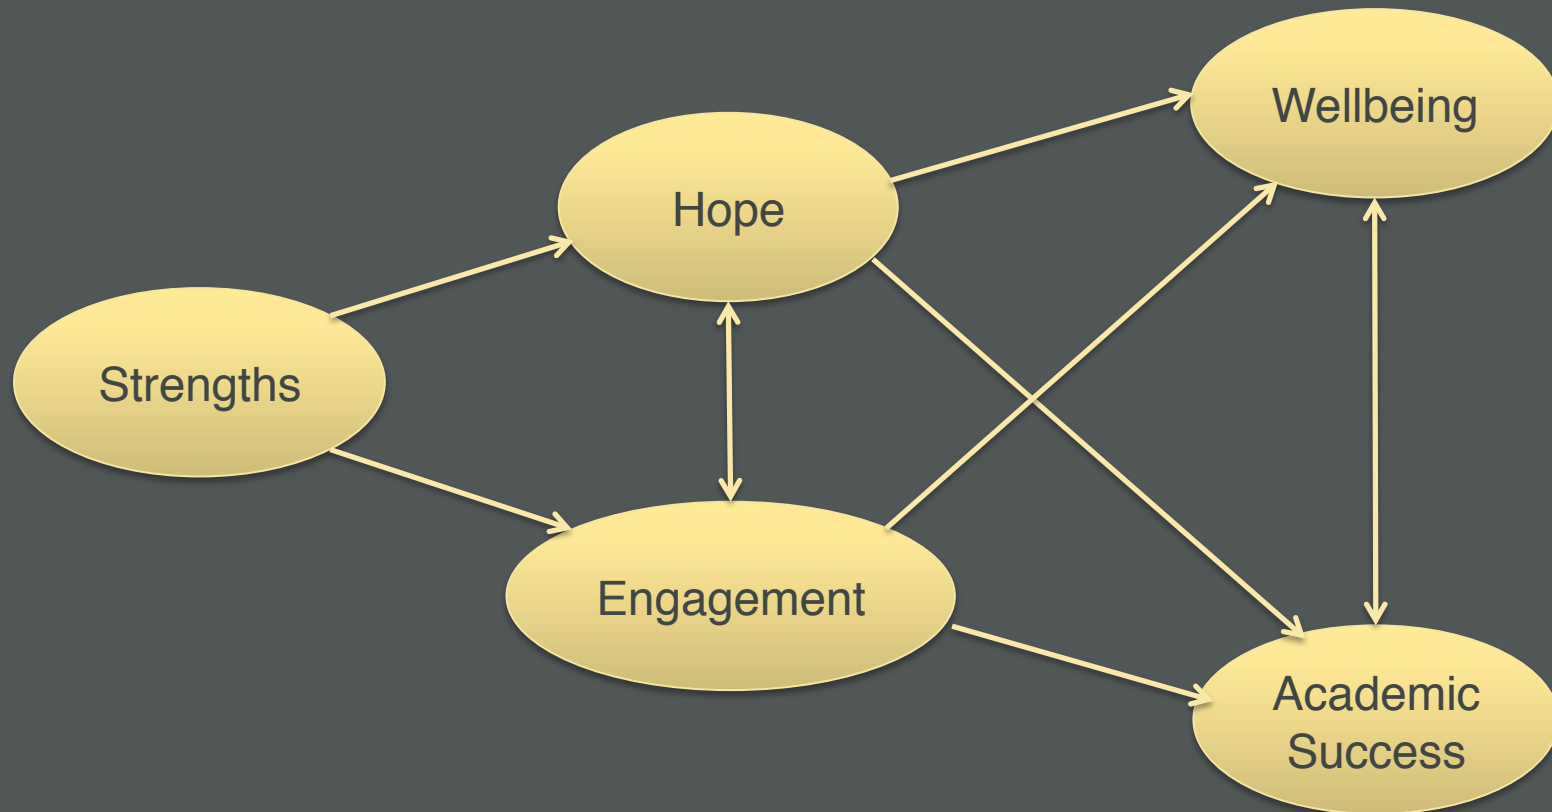 Wellbeing
Hope
Strengths
Engagement
Academic
Success